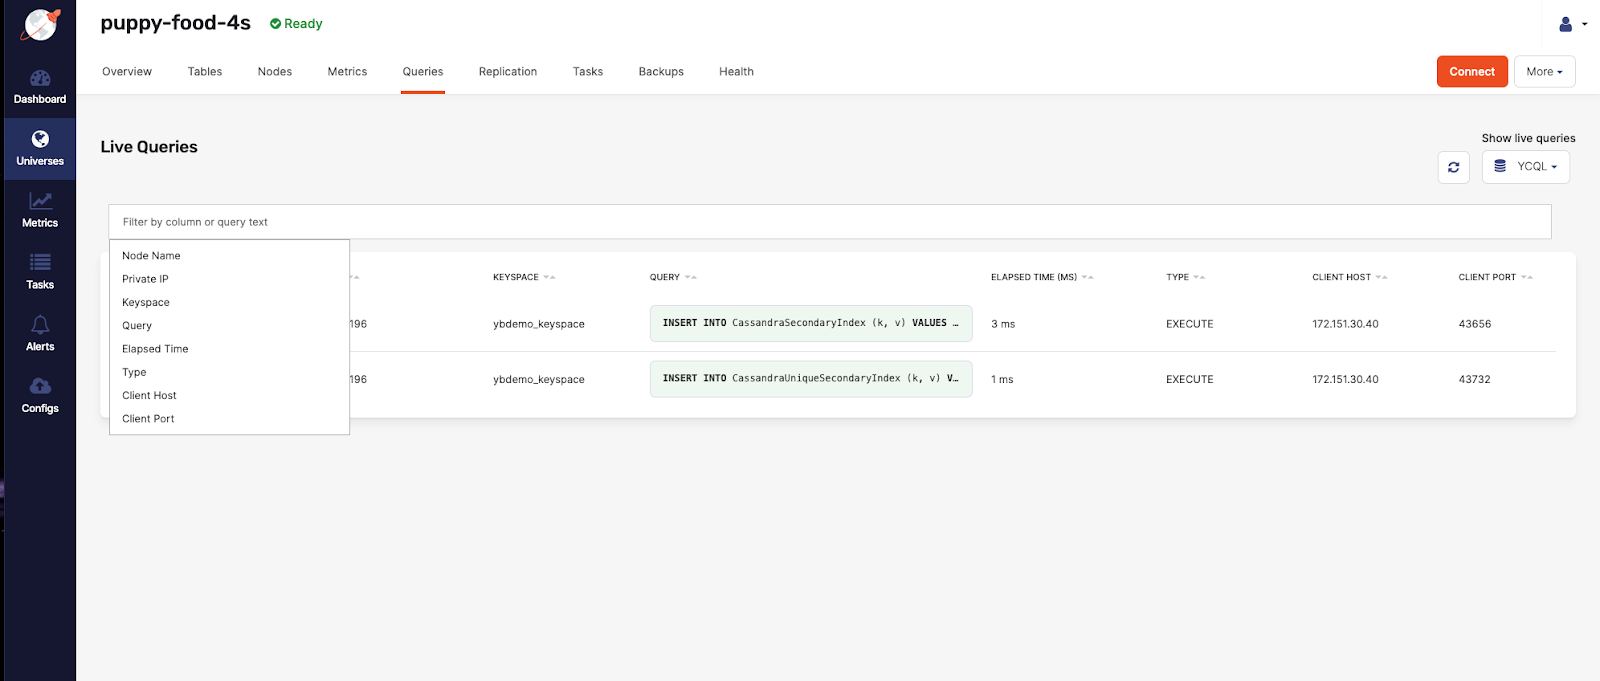 puppy-food-4s Ready
Overview Tables Nodes Metrics Queries Replication Tasks Backups Health
Connect More
Dashboard
Universes
Metrics
Tasks
Alerts
Configs
Live Queries
Show live queries
YCQL
Filter by column or query text
Node Name
Private IP
Keyspace
Query
Elapsed Time
Type
Client Host
Client Port
KEYSPACE QUERY ELAPSED TIME (MS) TYPE CLIENT HOST CLIENT PORT
196 ybdemo_keyspace INSERT INTO CassandraSecondaryIndex (k, v) VALUES … 3 ms EXECUTE 172.151.30.40 43656
196 ybdemo_keyspace INSERT INTO CassandraUniqueSecondaryIndex (k, v) V… 1 ms EXECUTE 172.151.30.40 43732